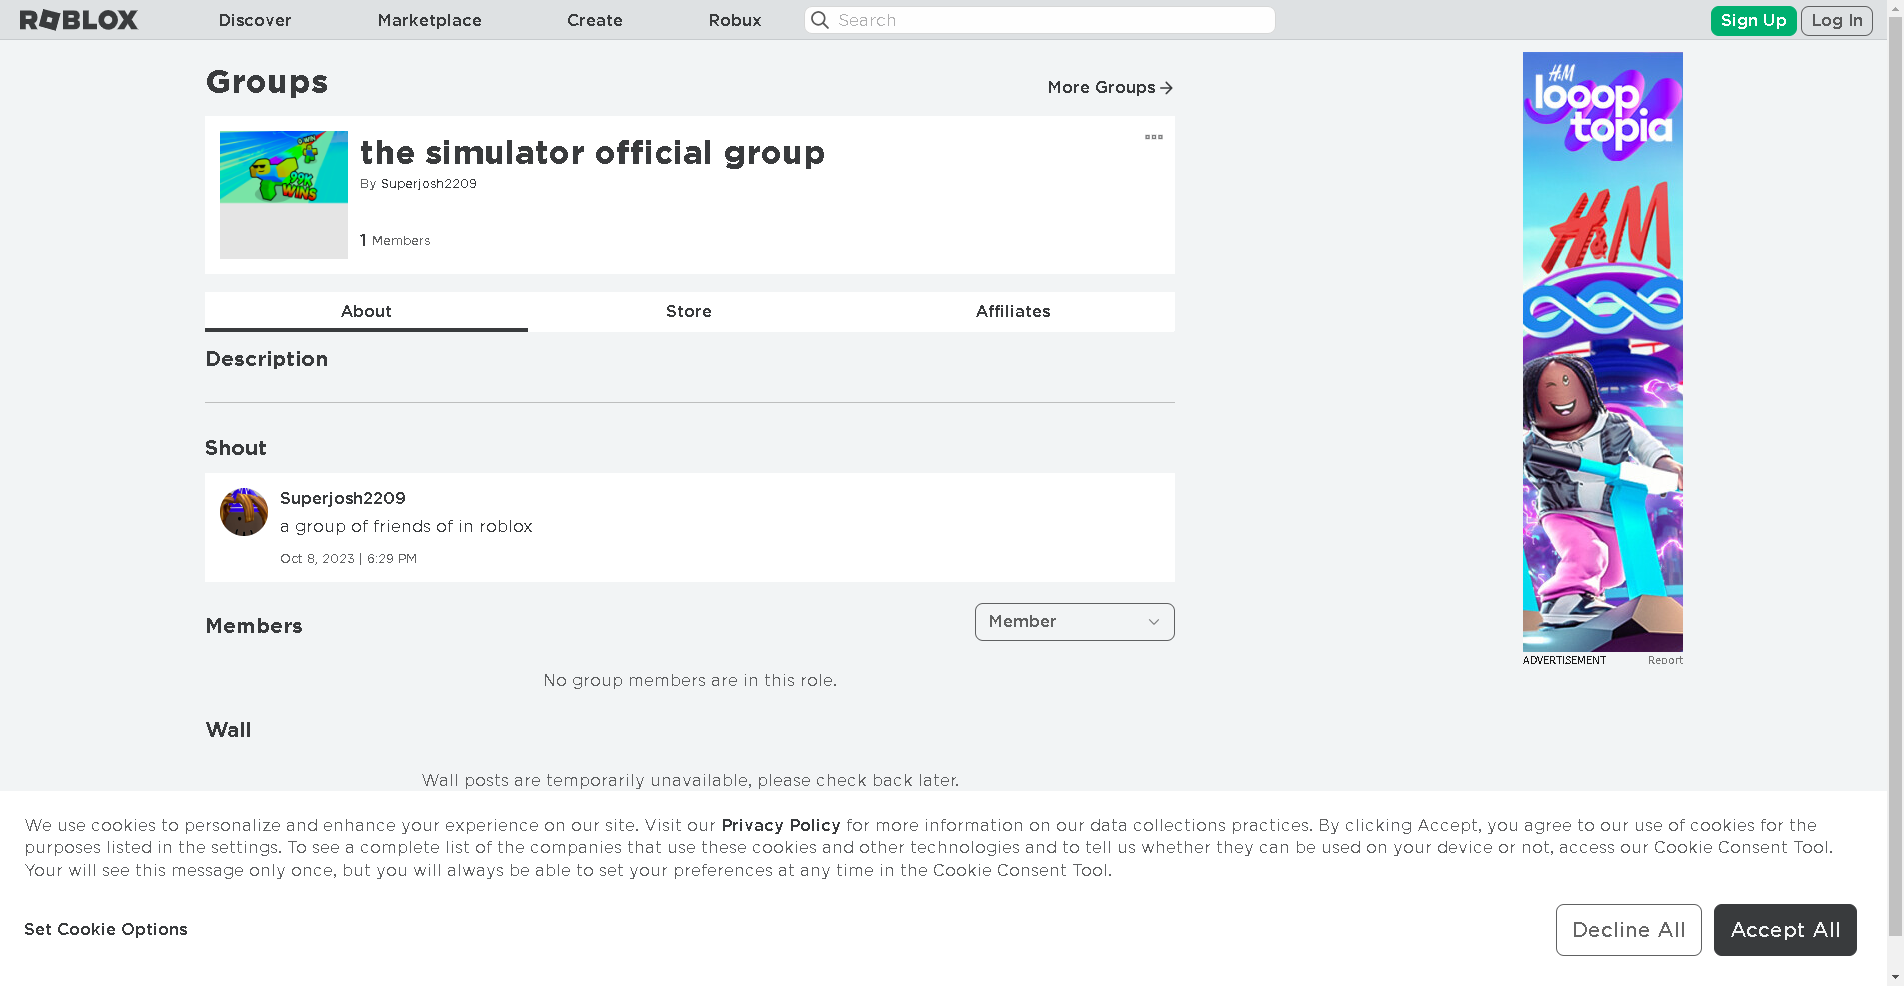 ROBLOX
Discover
Marketplace
Create
Robux
Search
Sign Up
Log In
Groups
More Groups
the simulator official group
By Superjosh2209
1 Members
0 WIN
99K
WINS
About
Store
Affiliates
Description
Shout
Superjosh2209
a group of friends of in roblox
Oct 8, 2023 | 6:29 PM
Members
Member
No group members are in this role.
Wall
Wall posts are temporarily unavailable, please check back later.
H&M
looop
topia
H&M
ADVERTISEMENT
Report
We use cookies to personalize and enhance your experience on our site. Visit our Privacy Policy for more information on our data collections practices. By clicking Accept, you agree to our use of cookies for the
purposes listed in the settings. To see a complete list of the companies that use these cookies and other technologies and to tell us whether they can be used on your device or not, access our Cookie Consent Tool.
Your will see this message only once, but you will always be able to set your preferences at any time in the Cookie Consent Tool.
Set Cookie Options
Decline All
Accept All